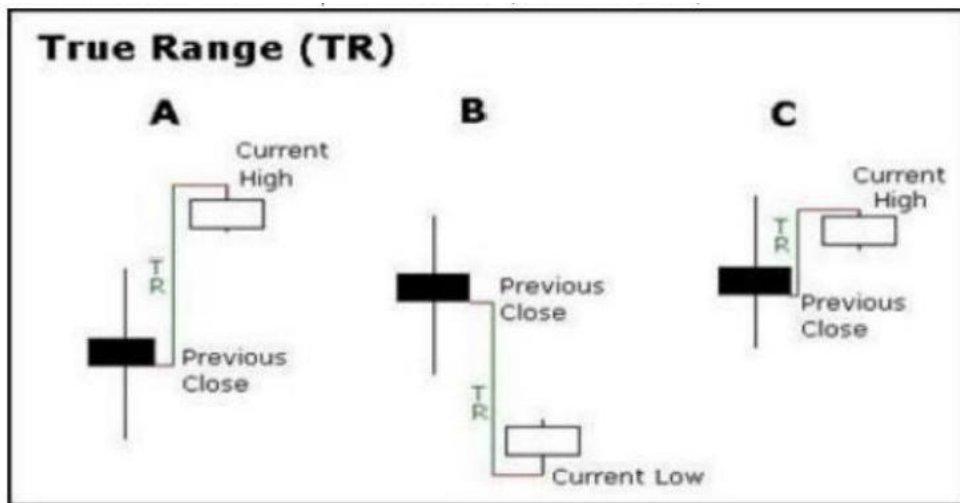 True Range (TR)
A
B
C
Current
High
TR
Previous
Close
Previous
Close
TR
Current Low
Current
High
TR
Previous
Close